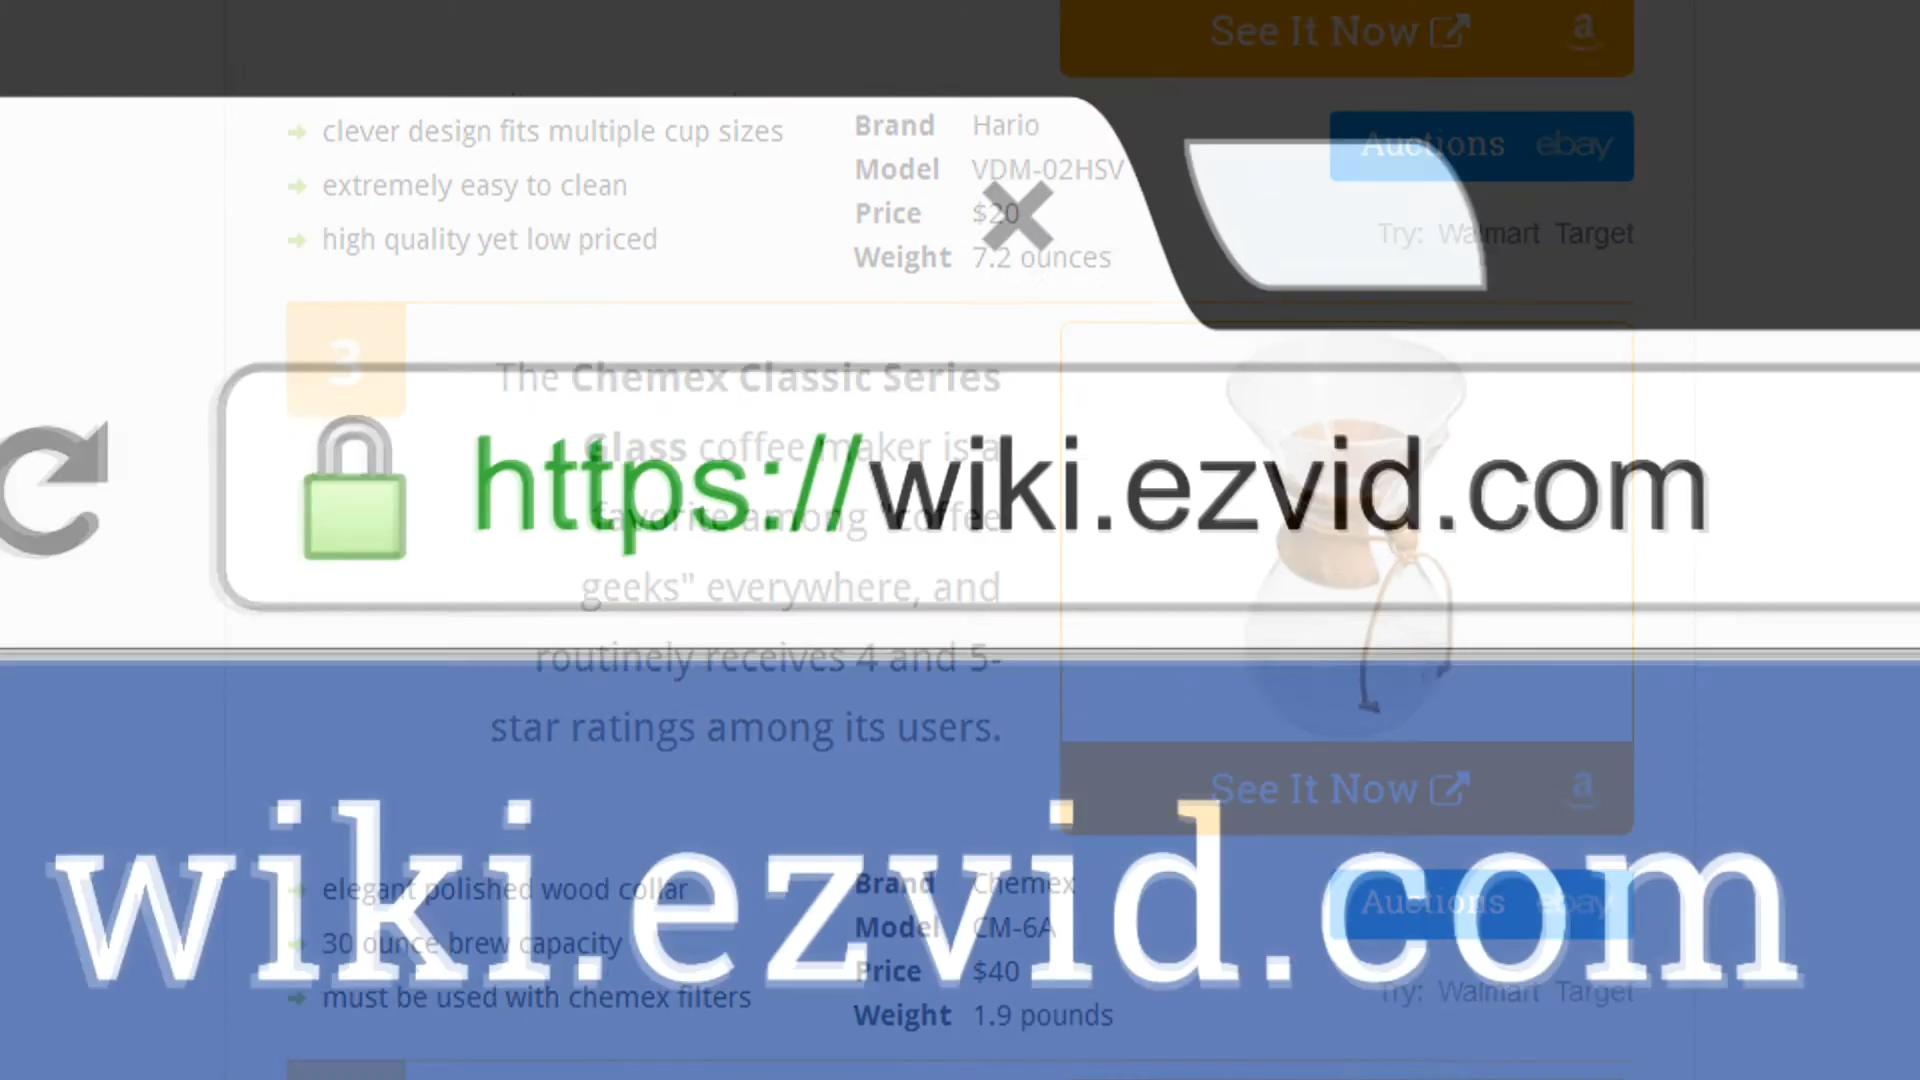 See It Now a
clever design fits multiple cup sizes
extremely easy to clean
high quality yet low priced
Brand Hario
Model VDM-02HSV
Price $20
Weight 7.2 ounces
Auctions ebay
Try: Walmart Target
3
The Chemex Classic Series
Glass coffee maker is a
favorite among "coffee
geeks" everywhere, and
routinely receives 4 and 5-
star ratings among its users.
https://wiki.ezvid.com
See It Now a
wiki.ezvid.com
elegant polished wood collar
30 ounce brew capacity
must be used with chemex filters
Brand Chemex
Model CM-6A
Price $40
Weight 1.9 pounds
Auctions ebay
Try: Walmart Target